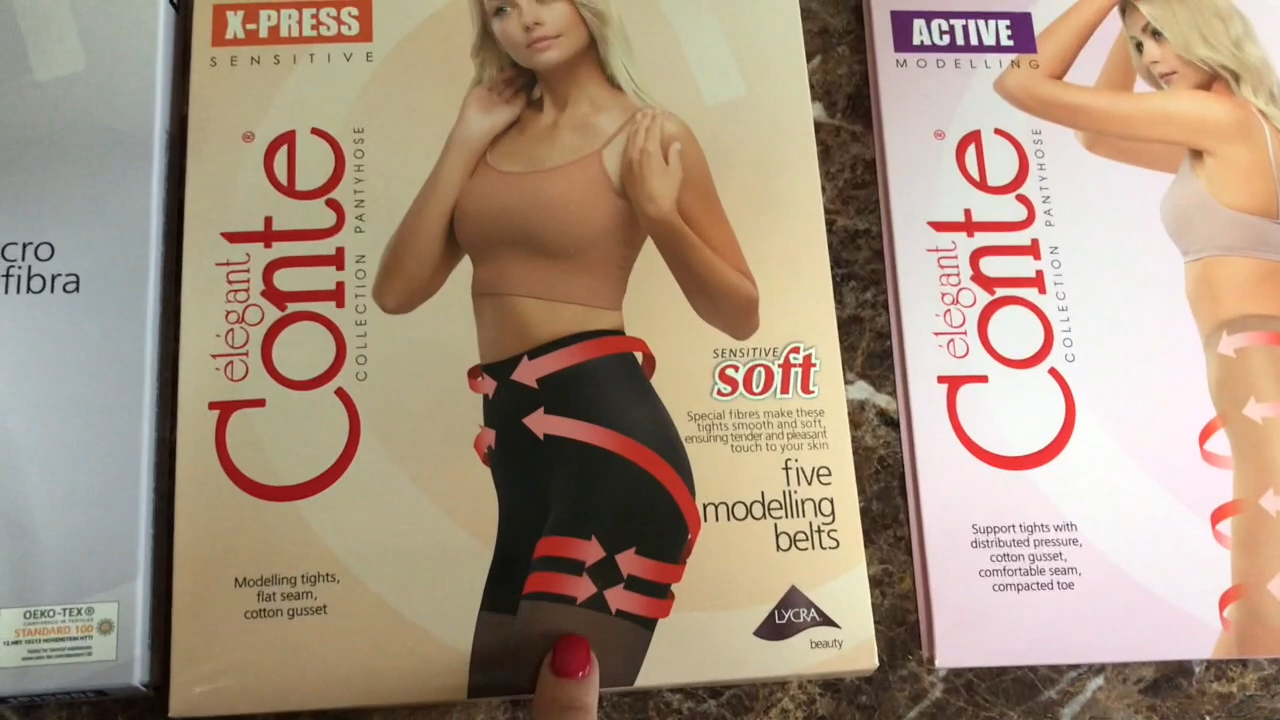 cro
fibra
OEKO-TEX®
STANDARD 100
X-PRESS
SENSITIVE
élégant
Conte®
COLLECTION PANTYHOSE
SENSITIVE
soft
Special fibres make these
tights smooth and soft,
ensuring tender and pleasant
touch to your skin
five
modelling
belts
Modelling tights,
flat seam,
cotton gusset
LYCRA
beauty
ACTIVE
MODELLING
élégant
Conte®
COLLECTION PANTYHOSE
Support tights with
distributed pressure,
cotton gusset,
comfortable seam,
compacted toe